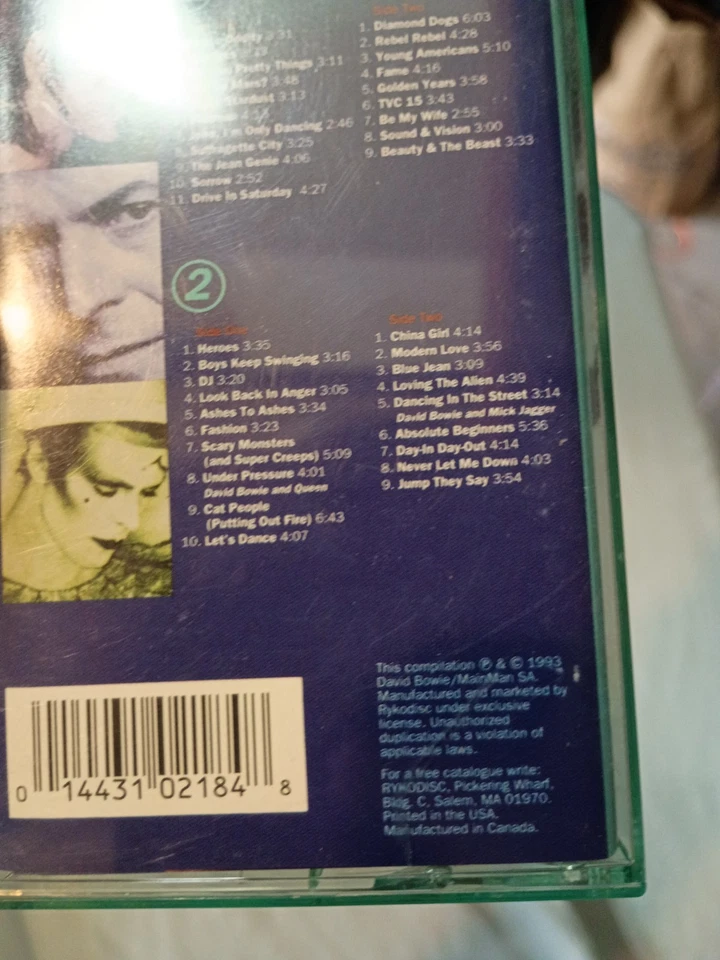 3:31
Pretty Things 3:11
3:48
3:13
I'm Only Dancing 2:46
Suffragette City 3:25
9. The Jean Genie 4:06
10. Sorrow 2:52
11. Drive In Saturday 4:27
Side Two
1. Diamond Dogs 6:03
2. Rebel Rebel 4:28
3. Young Americans 5:10
4. Fame 4:16
5. Golden Years 3:58
6. TVC 15 3:43
7. Be My Wife 2:55
8. Sound & Vision 3:00
9. Beauty & The Beast 3:33
2
Side One
1. Heroes 3:35
2. Boys Keep Swinging 3:16
3. DJ 3:20
4. Look Back In Anger 3:05
5. Ashes To Ashes 3:34
6. Fashion 3:23
7. Scary Monsters
(and Super Creeps) 5:09
8. Under Pressure 4:01
David Bowie and Queen
9. Cat People
(Putting Out Fire) 6:43
10. Let's Dance 4:07
Side Two
1. China Girl 4:14
2. Modern Love 3:56
3. Blue Jean 3:09
4. Loving The Alien 4:39
5. Dancing In The Street 3:14
David Bowie and Mick Jagger
6. Absolute Beginners 5:36
7. Day-In Day-Out 4:14
8. Never Let Me Down 4:03
9. Jump They Say 3:54
This compilation ℗ & © 1993
David Bowie/MainMan SA.
Manufactured and marketed by
Rykodisc under exclusive
license. Unauthorized
duplication is a violation of
applicable laws.
For a free catalogue write:
RYKODISC, Pickering Wharf,
Bldg. C, Salem, MA 01970.
Printed in the USA.
Manufactured in Canada.
0 14431 02184 8